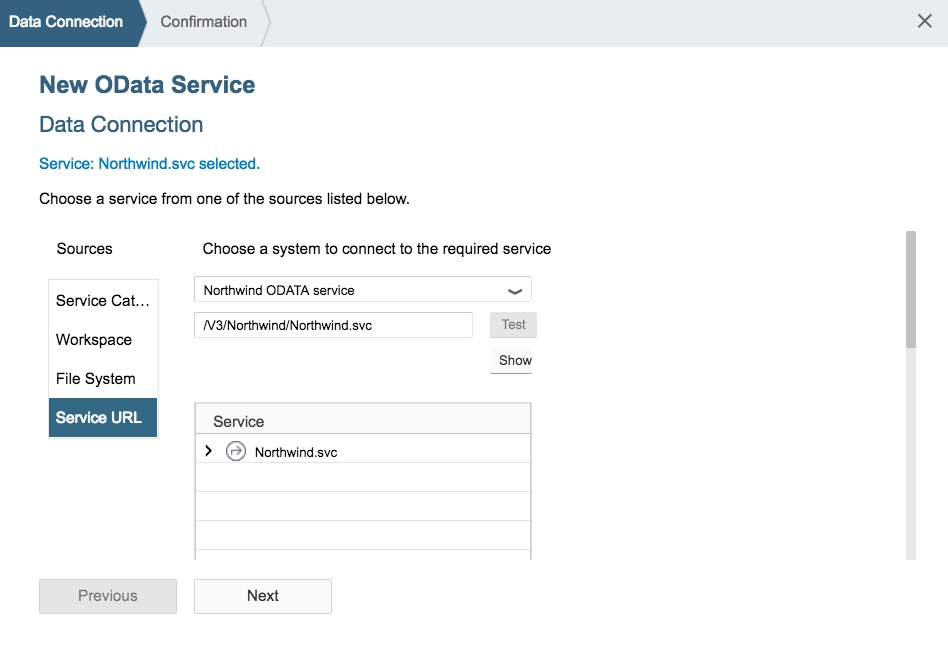 Data Connection
Confirmation
New OData Service
Data Connection
Service: Northwind.svc selected.
Choose a service from one of the sources listed below.
Sources
Choose a system to connect to the required service
Service Cat...
Workspace
File System
Service URL
Northwind ODATA service
/V3/Northwind/Northwind.svc
Test
Show
Service
Northwind.svc
Previous
Next